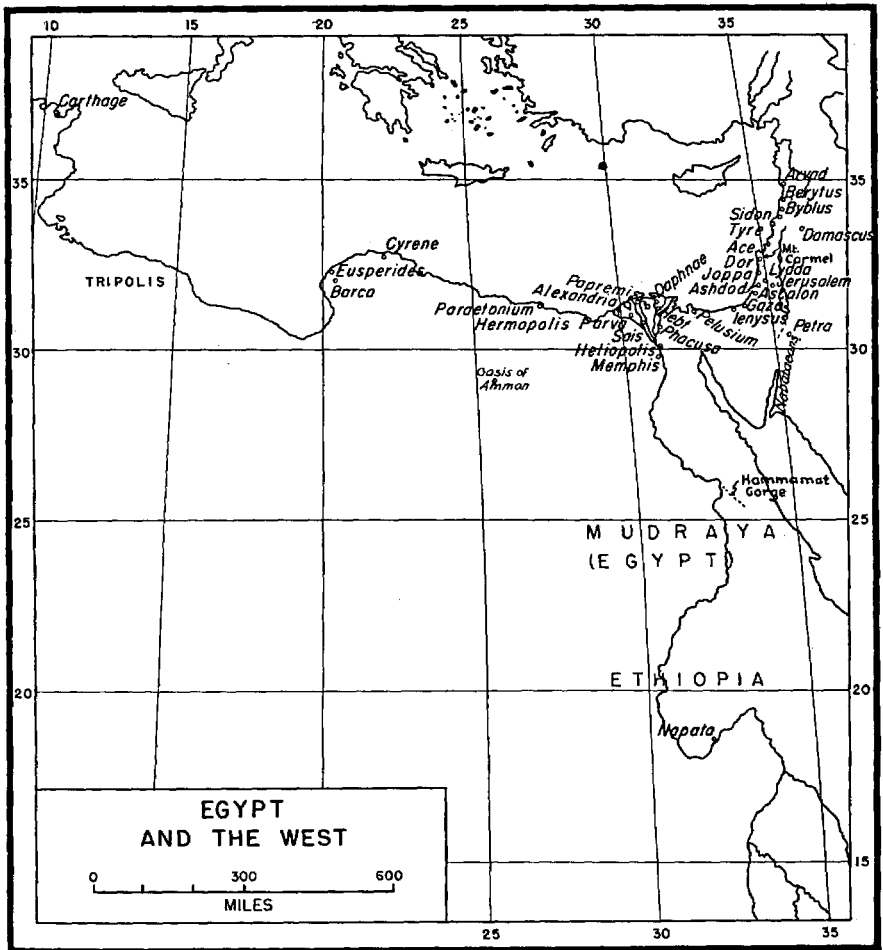 10 15 20 25 30 35
Carthage
35
Arvad
Berytus
Byblus
Sidon
Tyre
Damascus
Ace
Mt.
Carmel
Dor
Lydda
Joppa
Jerusalem
Ashdod
Ascalon
Gaza
Ienysus
Petra
Nabataeans
Cyrene
Eusperides
Barca
TRIPOLIS
Papremis
Daphnae
Alexandria
Paraetonium
Hermopolis Parva
Hebt
Pelusium
Sais
Phacusa
Heliopolis
Memphis
30 30
Oasis of
Ammon
Hammamat
Gorge
25 25
MUDRAYA
(EGYPT)
20 20
ETHIOPIA
Napata
EGYPT
AND THE WEST
0 300 600
MILES
15
25 30 35